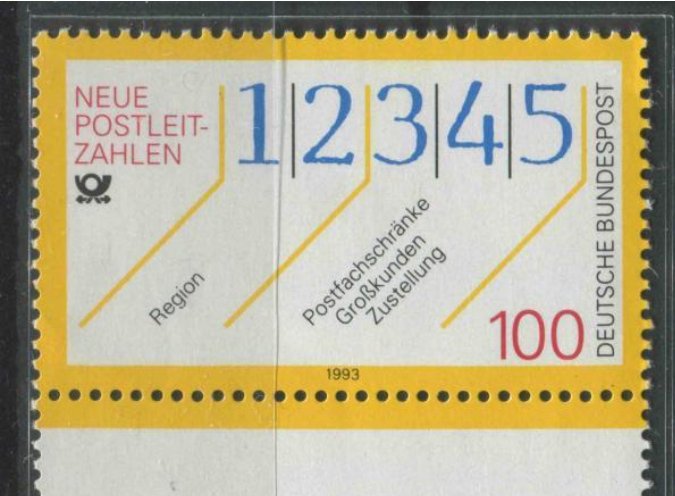 NEUE
POSTLEIT-
ZAHLEN
1|2|3|4|5
Region
Postfachschränke
Großkunden
Zustellung
100
DEUTSCHE BUNDESPOST
1993